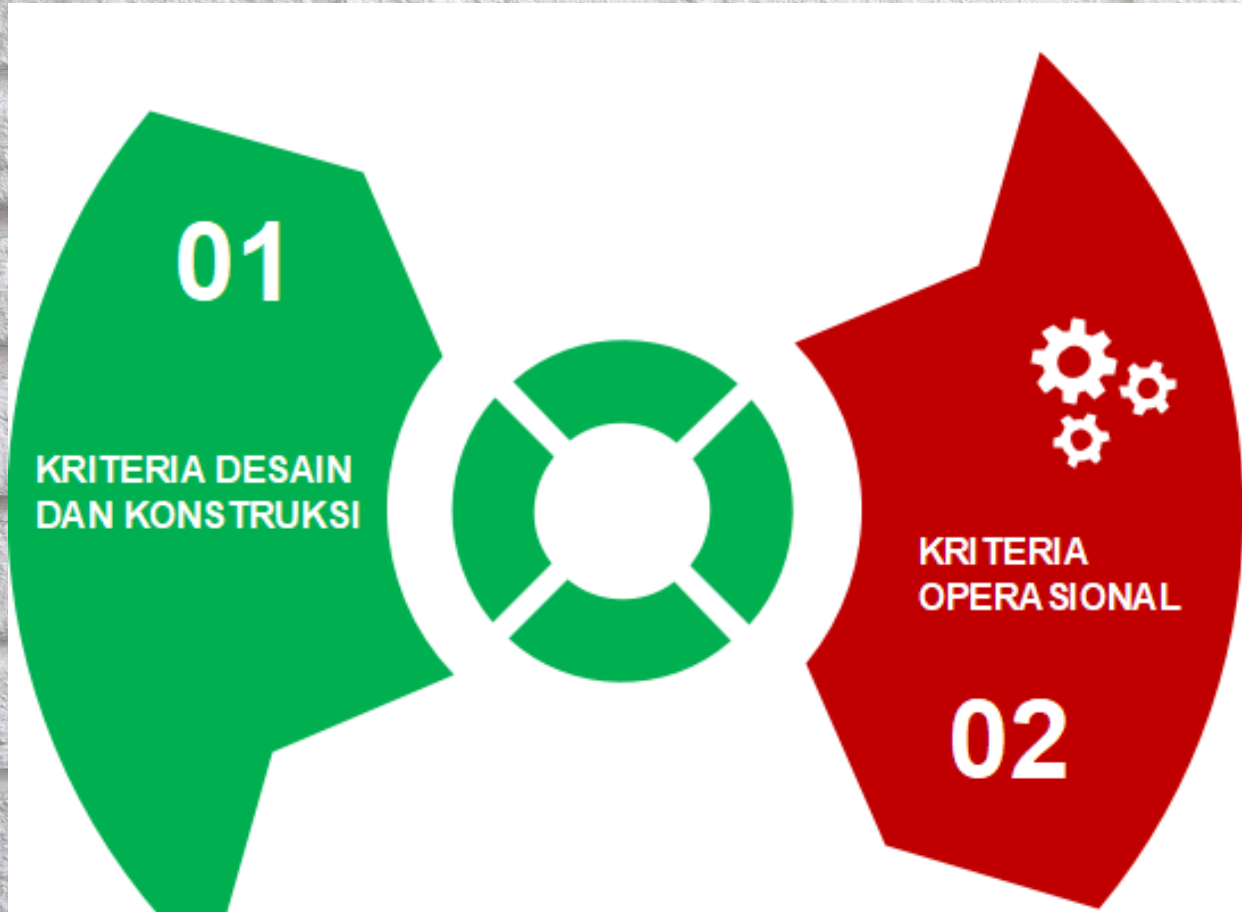 01
KRITERIA DESAIN
DAN KONSTRUKSI
KRITERIA
OPERASIONAL
02